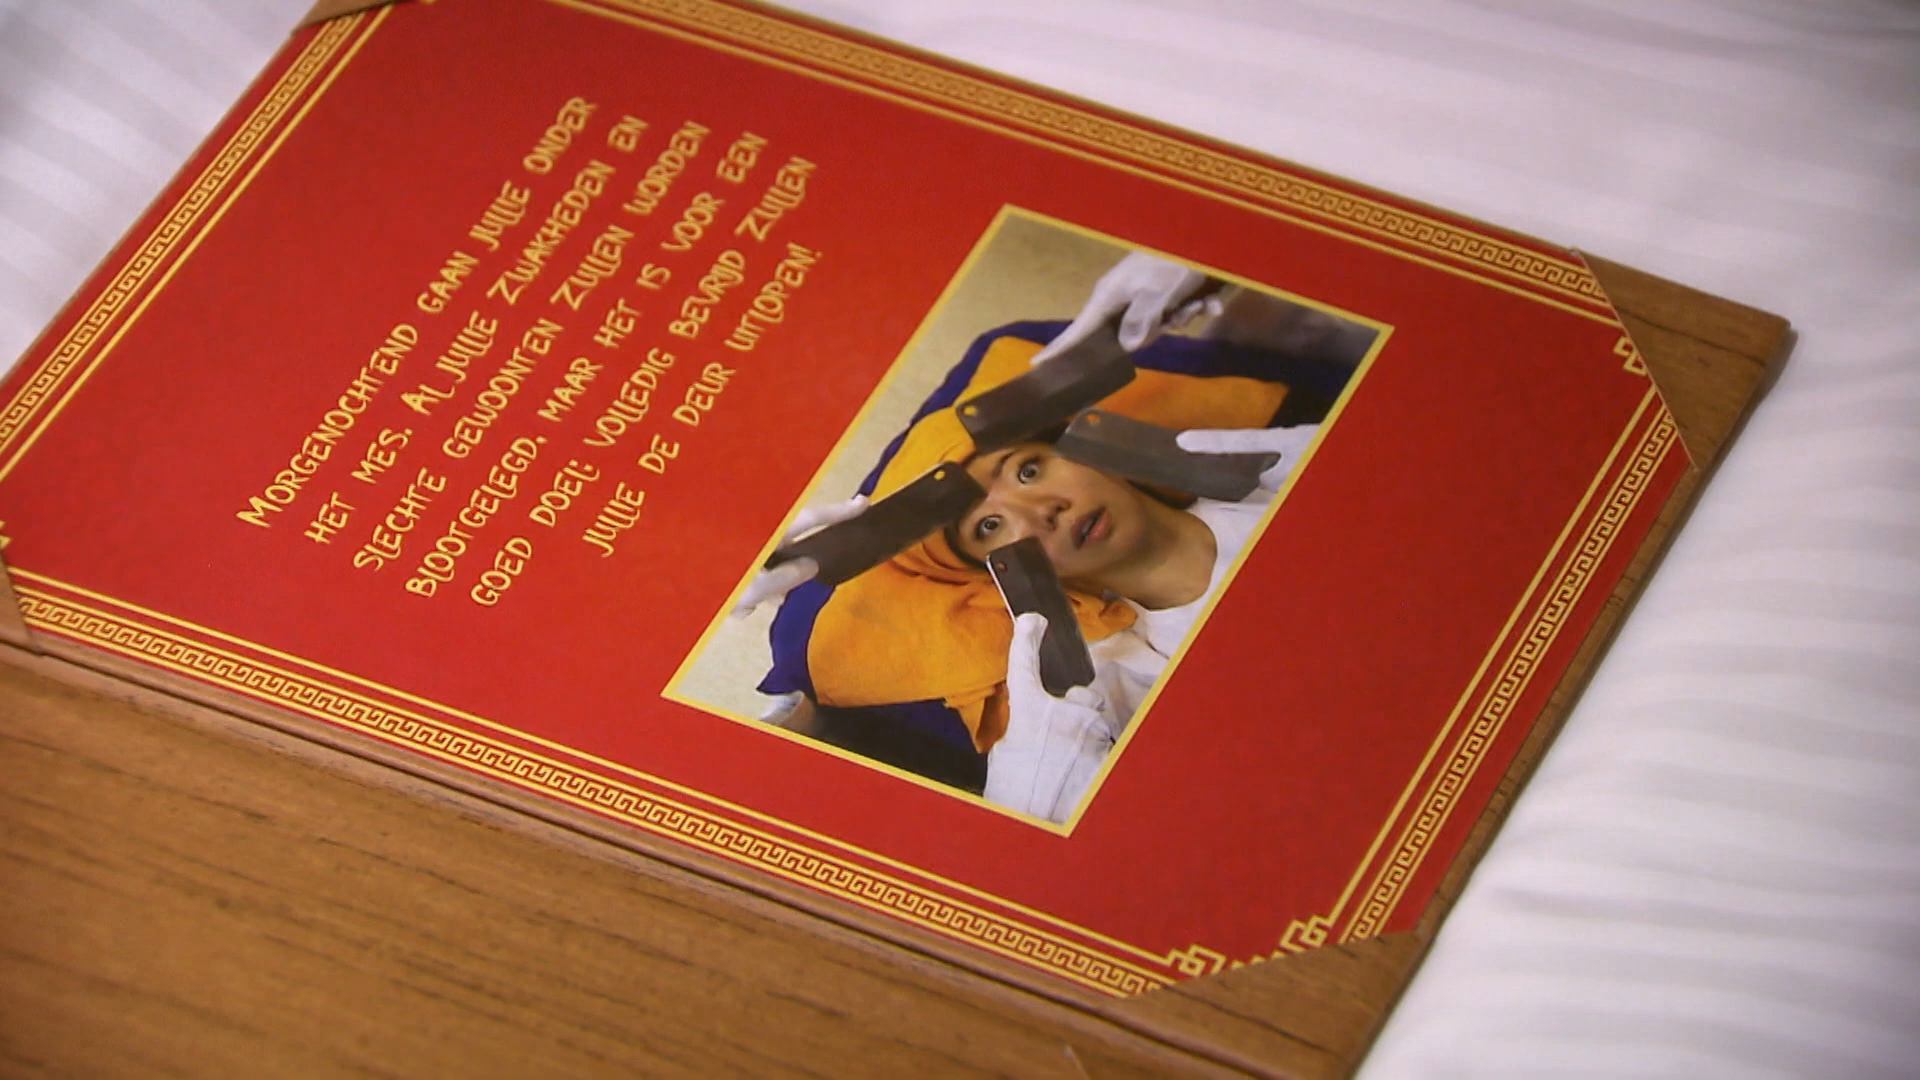 MORGENOCHTEND GAAN JULLIE ONDER
HET MES. AL JULLIE ZWAKHEDEN EN
SLECHTE GEWOONTEN ZULLEN WORDEN
BLOOTGELEGD. MAAR HET IS VOOR EEN
GOED DOEL: VOLLEDIG BEVRIJD ZULLEN
JULLIE DE DEUR UITLOPEN!